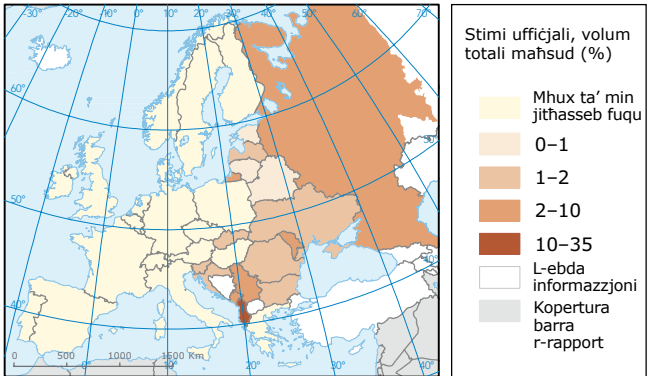 -30° -20° -10° 0° 10° 20° 30° 40° 50° 60° 70°
60°
50°
40°
50°
40°
0° 10° 20° 30°
0 500 1000 1500 Km
Stimi uffiċjali, volum
totali maħsud (%)
Mhux ta’ min
jitħasseb fuqu
0–1
1–2
2–10
10–35
L-ebda
informazzjoni
Kopertura
barra
r-rapport